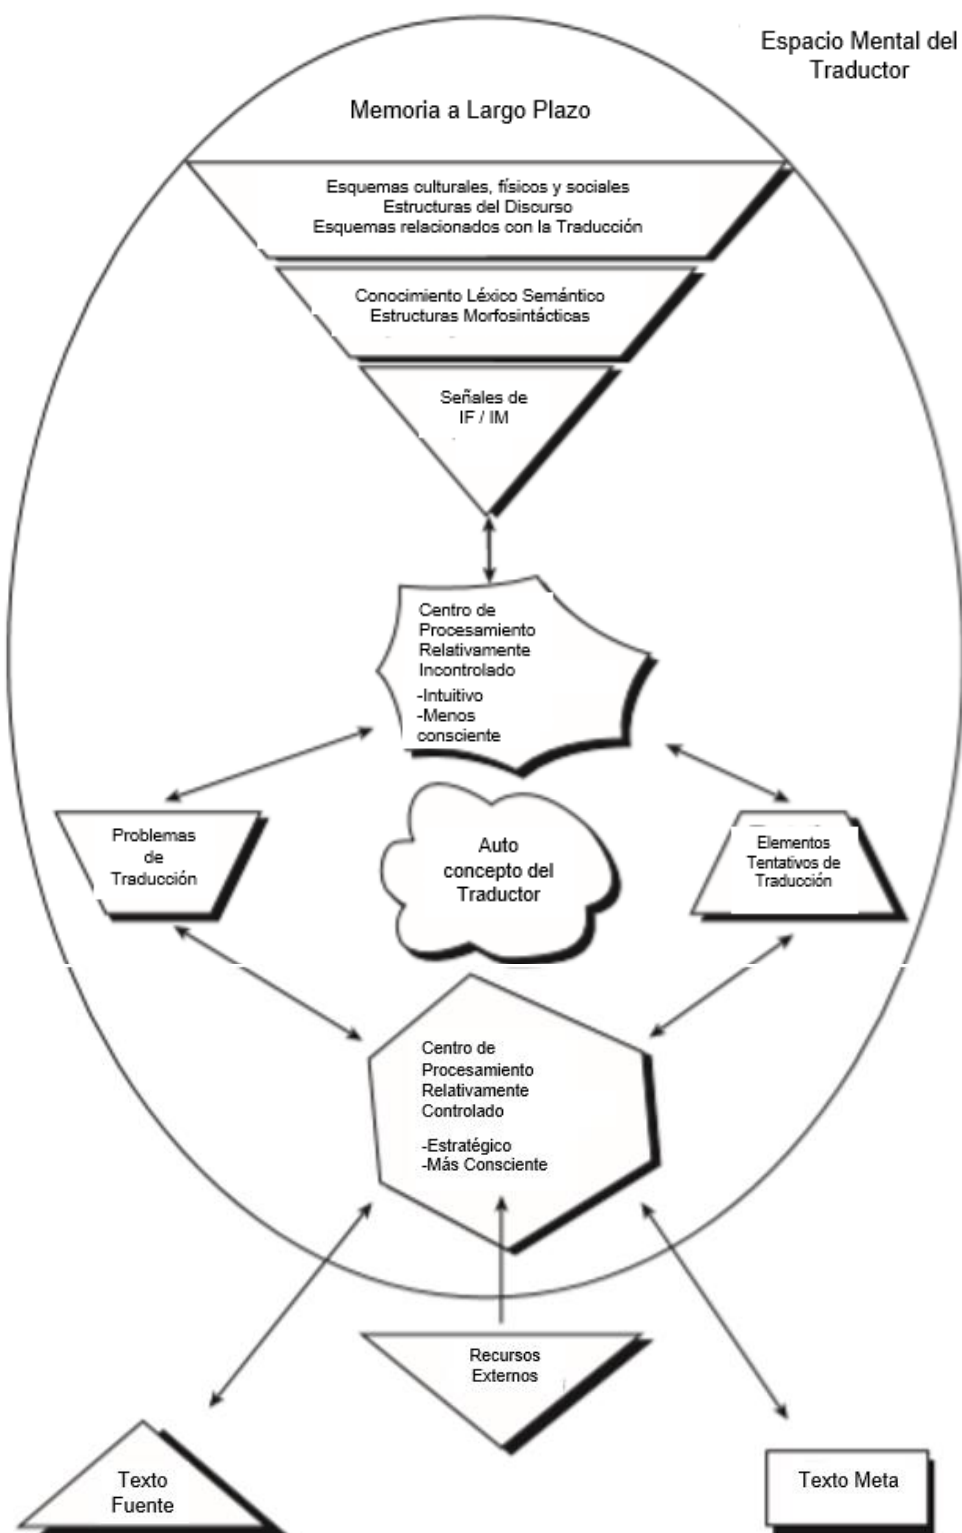 Espacio Mental del
Traductor
Memoria a Largo Plazo
Esquemas culturales, físicos y sociales
Estructuras del Discurso
Esquemas relacionados con la Traducción
Conocimiento Léxico Semántico
Estructuras Morfosintácticas
Señales de
IF / IM
Centro de
Procesamiento
Relativamente
Incontrolado
-Intuitivo
-Menos
consciente
Problemas
de
Traducción
Auto
concepto del
Traductor
Elementos
Tentativos de
Traducción
Centro de
Procesamiento
Relativamente
Controlado
-Estratégico
-Más Consciente
Recursos
Externos
Texto
Fuente
Texto Meta